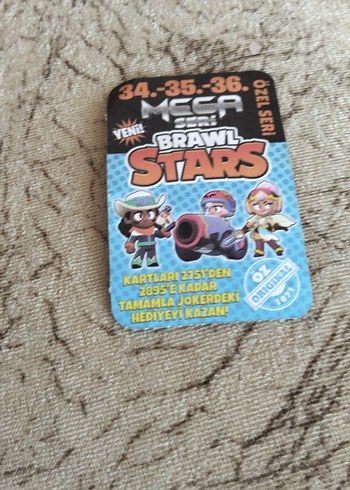 34.-35.-36.
MEGA
SERİ
YENİ!
ÖZEL SERİ
BRAWL
STARS
KARTLARI 2751'DEN
2895'E KADAR
TAMAMLA JOKERDEKİ
HEDİYEYİ KAZAN!
ÖZ
ORIGINAL